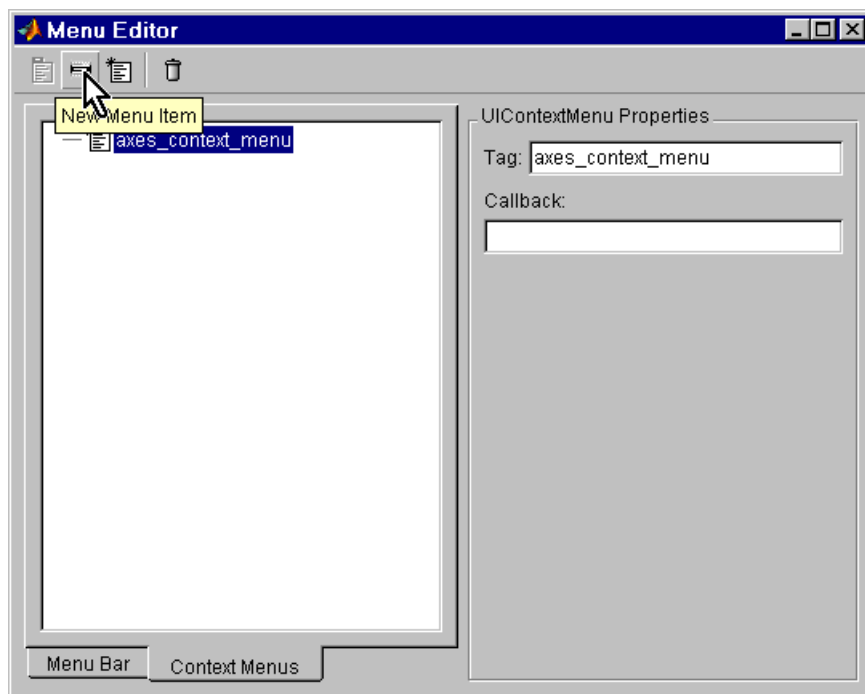 Menu Editor
New Menu Item
axes_context_menu
UIContextMenu Properties
Tag: axes_context_menu
Callback:
Menu Bar
Context Menus